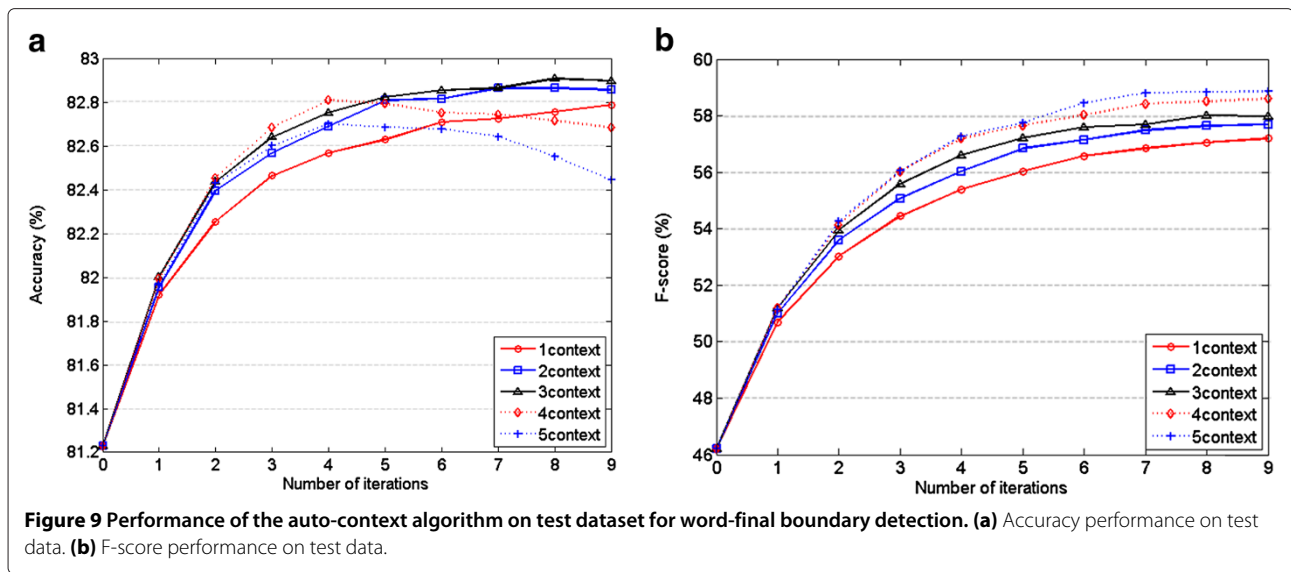 a
83
82.8
82.6
82.4
82.2
82
81.8
81.6
81.4
81.2
Accuracy (%)
0 1 2 3 4 5 6 7 8 9
Number of iterations
1context
2context
3context
4context
5context
b
60
58
56
54
52
50
48
46
F-score (%)
0 1 2 3 4 5 6 7 8 9
Number of iterations
1context
2context
3context
4context
5context
Figure 9 Performance of the auto-context algorithm on test dataset for word-final boundary detection. (a) Accuracy performance on test
data. (b) F-score performance on test data.